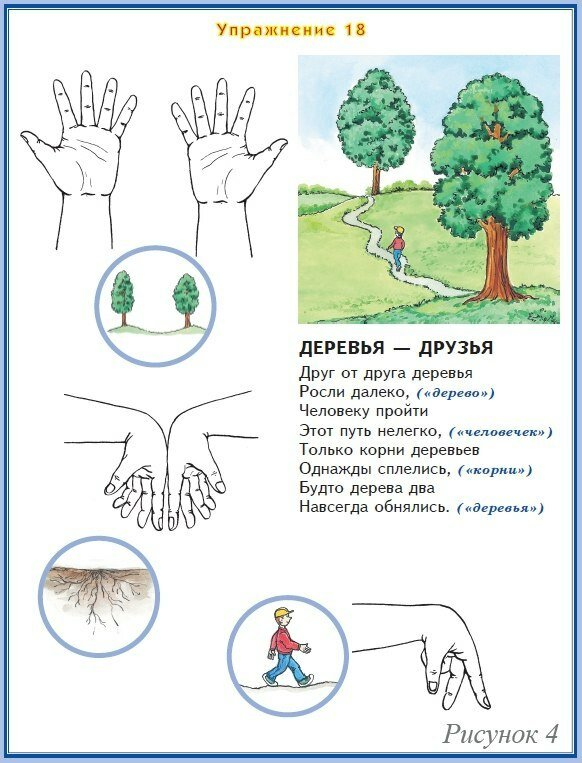 Упражнение 18
ДЕРЕВЬЯ — ДРУЗЬЯ
Друг от друга деревья
Росли далеко, («дерево»)
Человеку пройти
Этот путь нелегко, («человечек»)
Только корни деревьев
Однажды сплелись, («корни»)
Будто дерева два
Навсегда обнялись. («деревья»)
Рисунок 4